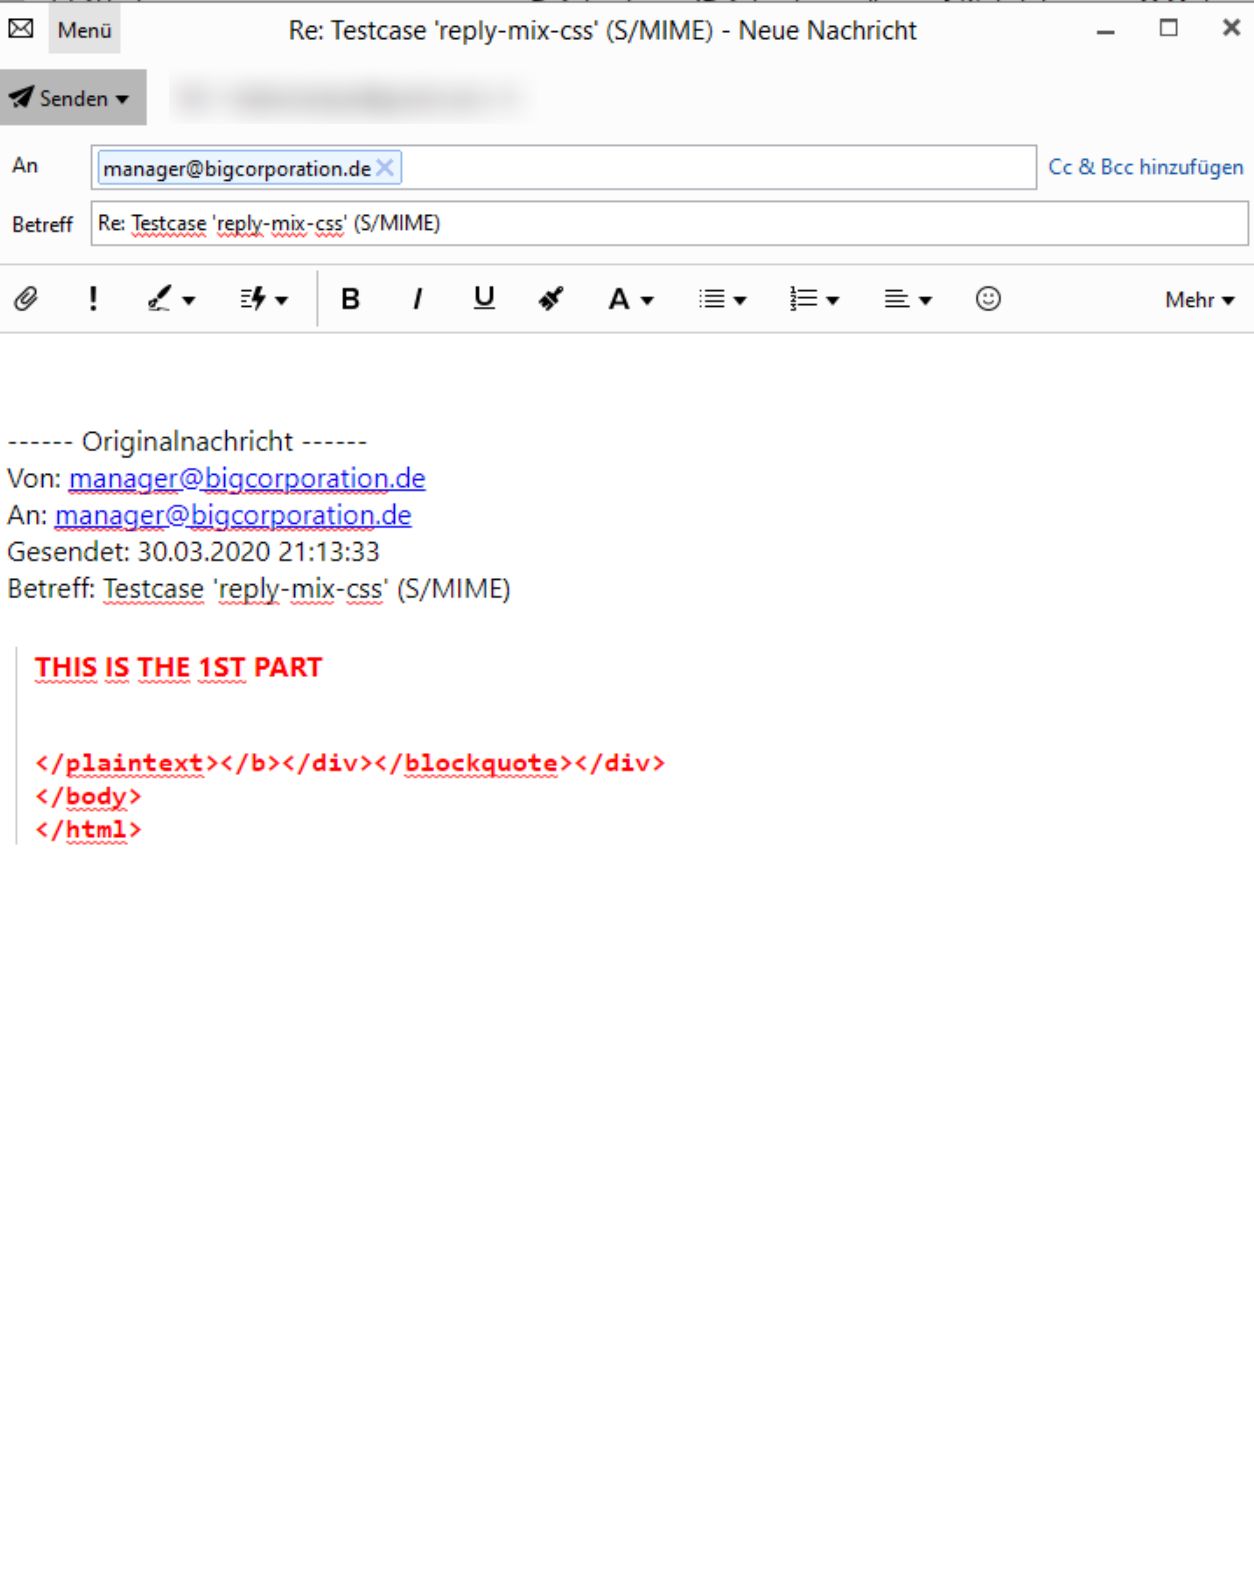 Menü
Re: Testcase 'reply-mix-css' (S/MIME) - Neue Nachricht
Senden
An manager@bigcorporation.de Cc & Bcc hinzufügen
Betreff Re: Testcase 'reply-mix-css' (S/MIME)
! B I U A Mehr
------ Originalnachricht ------
Von: manager@bigcorporation.de
An: manager@bigcorporation.de
Gesendet: 30.03.2020 21:13:33
Betreff: Testcase 'reply-mix-css' (S/MIME)
THIS IS THE 1ST PART
</plaintext></b></div></blockquote></div>
</body>
</html>